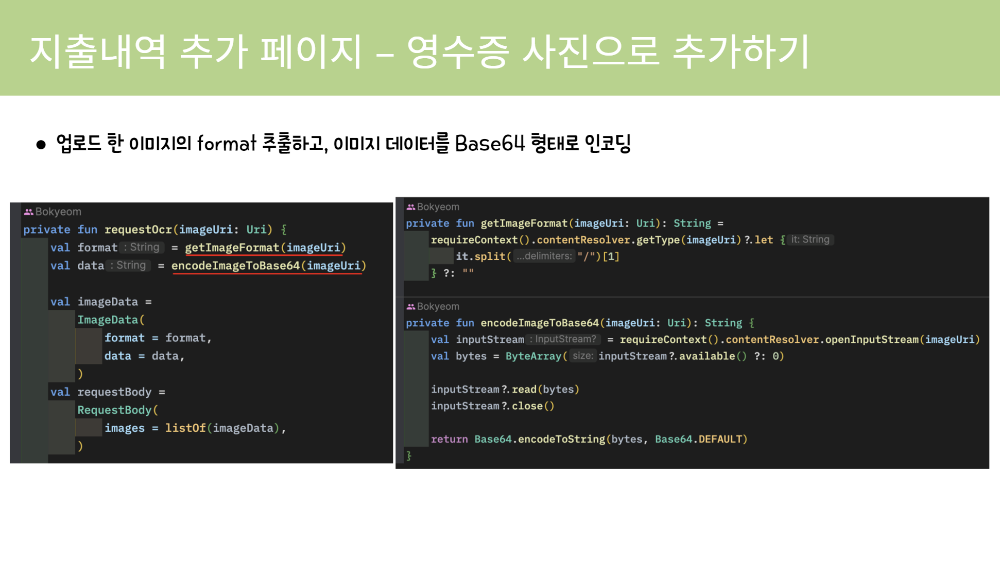 지출내역 추가 페이지 – 영수증 사진으로 추가하기
● 업로드 한 이미지의 format 추출하고, 이미지 데이터를 Base64 형태로 인코딩
Bokyeom
private fun requestOcr(imageUri: Uri) {
val format : String = getImageFormat(imageUri)
val data : String = encodeImageToBase64(imageUri)
val imageData =
ImageData(
format = format,
data = data,
)
val requestBody =
RequestBody(
images = listOf(imageData),
)
Bokyeom
private fun getImageFormat(imageUri: Uri): String =
requireContext().contentResolver.getType(imageUri)?.let { it: String
it.split( ...delimiters: "/")[1]
} ?: ""
Bokyeom
private fun encodeImageToBase64(imageUri: Uri): String {
val inputStream : InputStream? = requireContext().contentResolver.openInputStream(imageUri)
val bytes = ByteArray( size: inputStream?.available() ?: 0)
inputStream?.read(bytes)
inputStream?.close()
return Base64.encodeToString(bytes, Base64.DEFAULT)
}